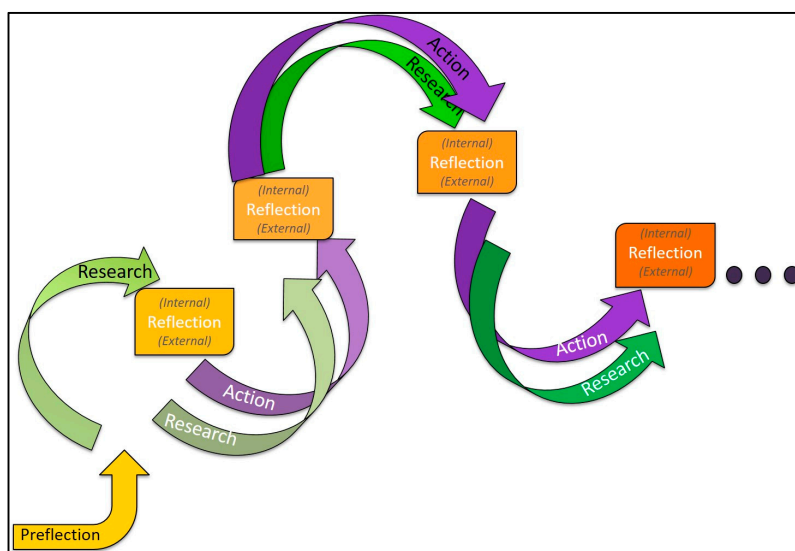 Preflection
Research
(Internal)
Reflection
(External)
Action
Research
(Internal)
Reflection
(External)
Action
Research
(Internal)
Reflection
(External)
Action
Research
(Internal)
Reflection
(External)